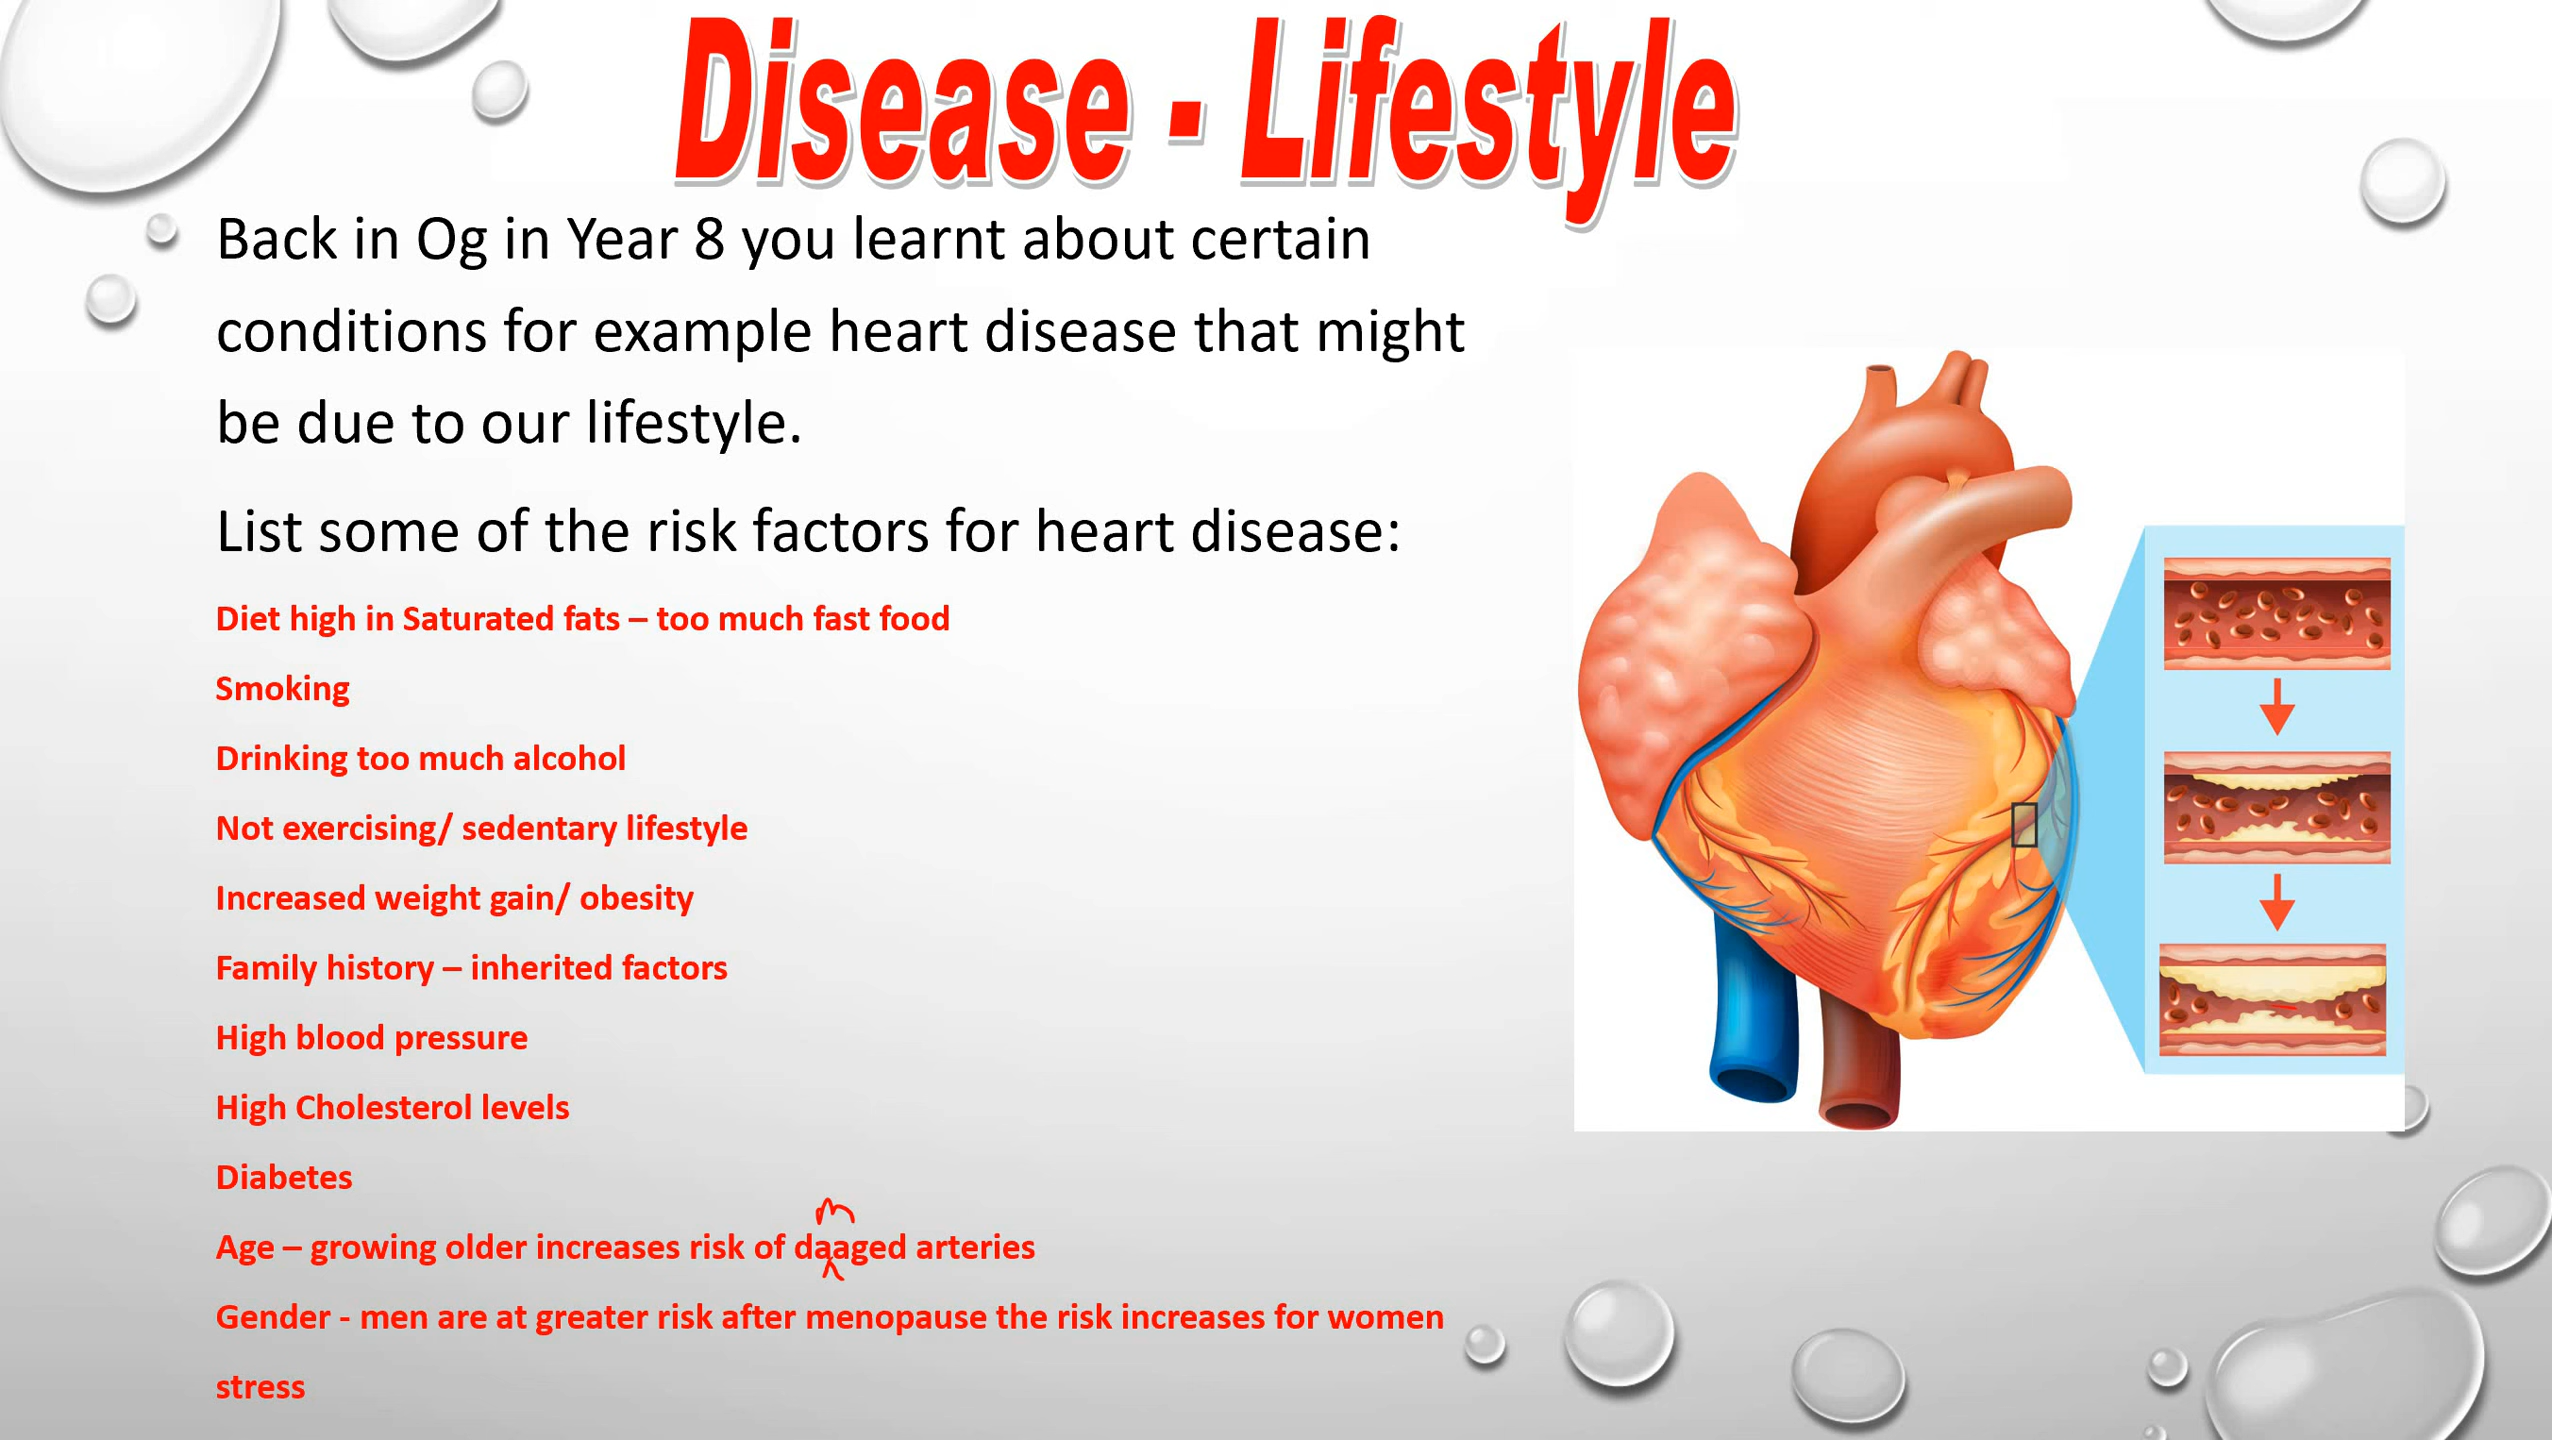 Disease - Lifestyle
Back in Og in Year 8 you learnt about certain
conditions for example heart disease that might
be due to our lifestyle.
List some of the risk factors for heart disease:
Diet high in Saturated fats – too much fast food
Smoking
Drinking too much alcohol
Not exercising/ sedentary lifestyle
Increased weight gain/ obesity
Family history – inherited factors
High blood pressure
High Cholesterol levels
Diabetes
m
Age – growing older increases risk of daaged arteries
Gender - men are at greater risk after menopause the risk increases for women
stress